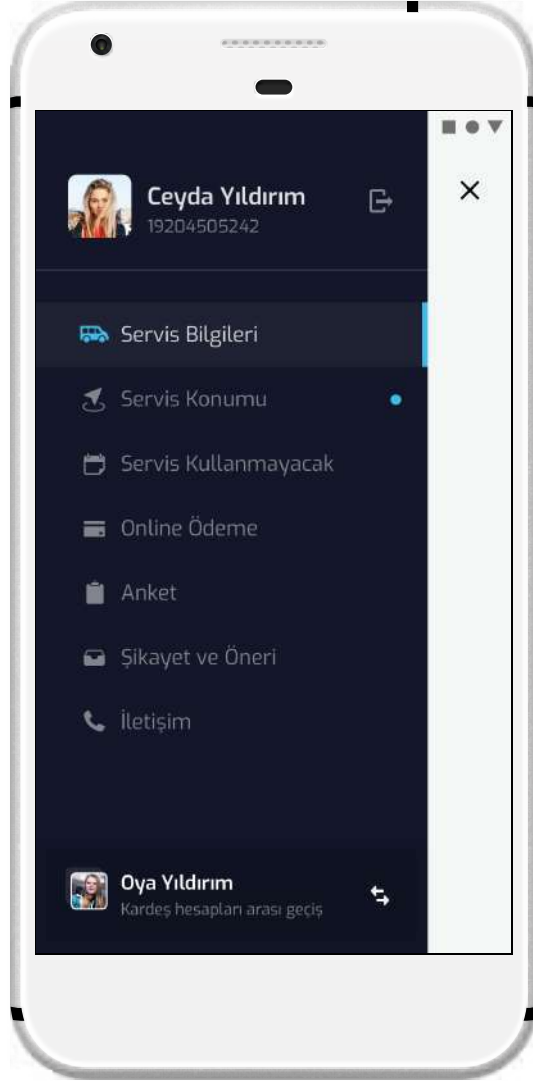 Ceyda Yıldırım
19204505242
Servis Bilgileri
Servis Konumu
Servis Kullanmayacak
Online Ödeme
Anket
Şikayet ve Öneri
İletişim
Oya Yıldırım
Kardeş hesapları arası geçiş